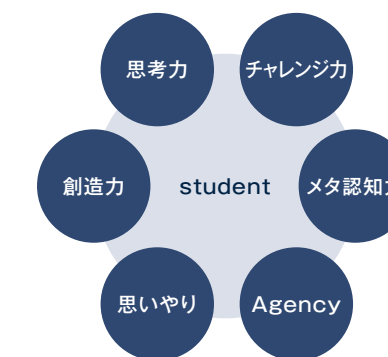 思考力
チャレンジ力
創造力
student
メタ認知力
思いやり
Agency